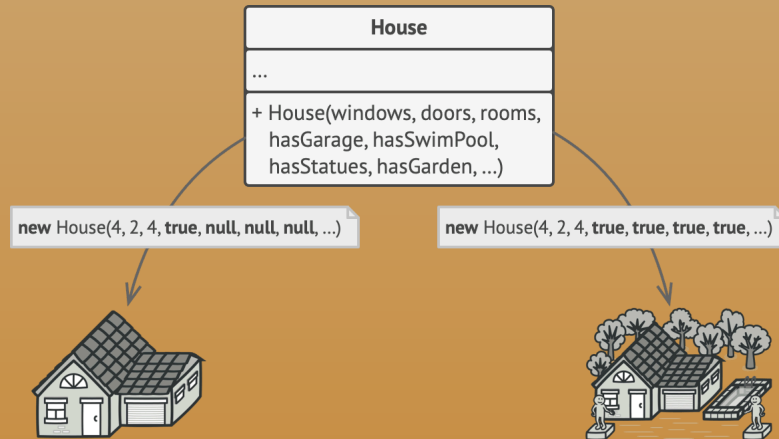 House
...
+ House(windows, doors, rooms,
hasGarage, hasSwimPool,
hasStatues, hasGarden, ...)
new House(4, 2, 4, true, null, null, null, ...)
new House(4, 2, 4, true, true, true, true, ...)